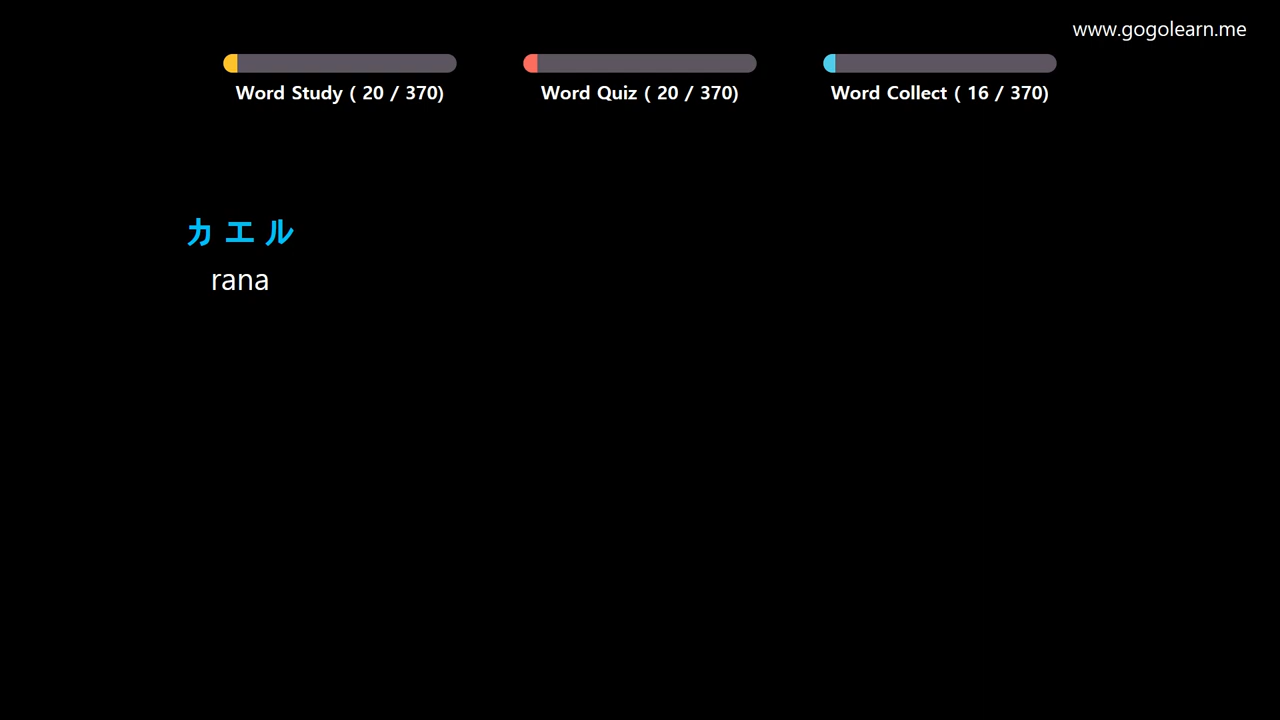 www.gogolearn.me
Word Study ( 20 / 370)
Word Quiz ( 20 / 370)
Word Collect ( 16 / 370)
カエル
rana